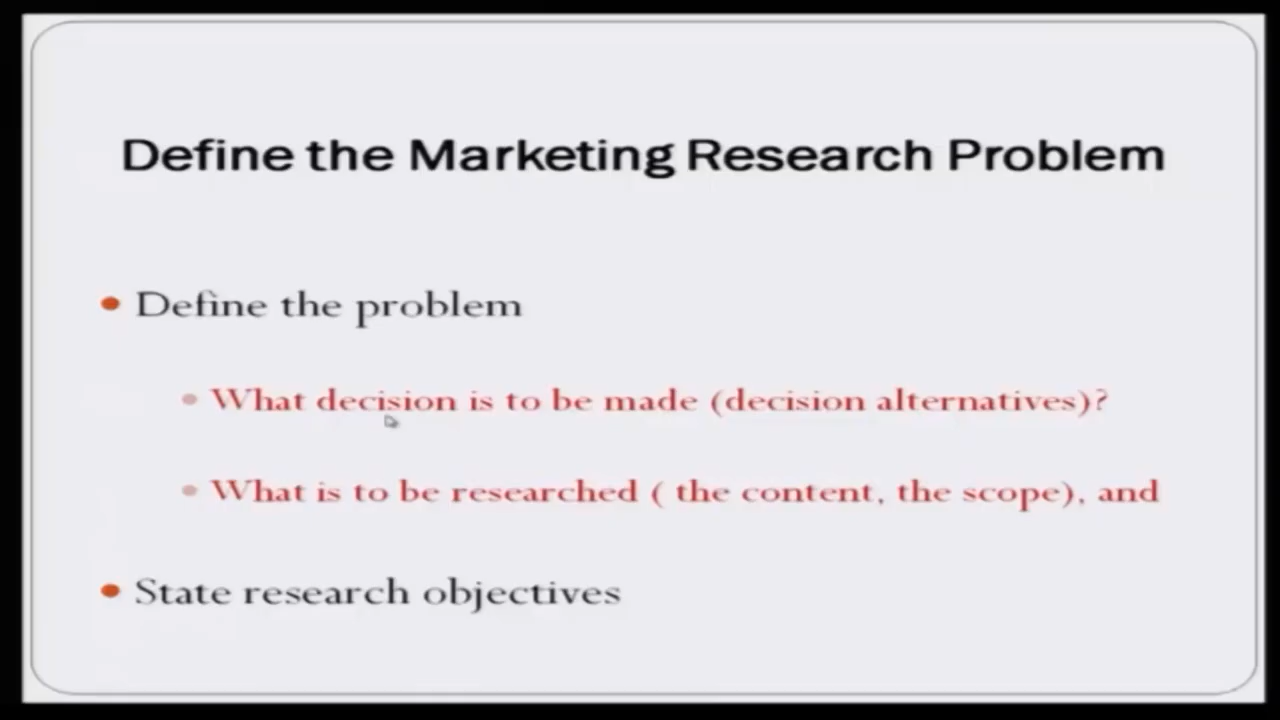 Define the Marketing Research Problem
Define the problem
What decision is to be made (decision alternatives)?
What is to be researched ( the content, the scope), and
State research objectives